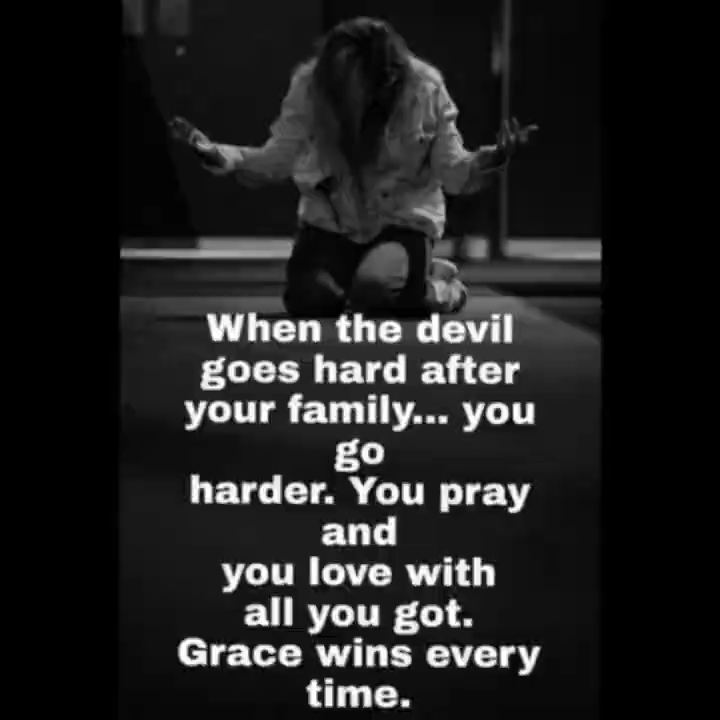 When the devil
goes hard after
your family... you
go
harder. You pray
and
you love with
all you got.
Grace wins every
time.